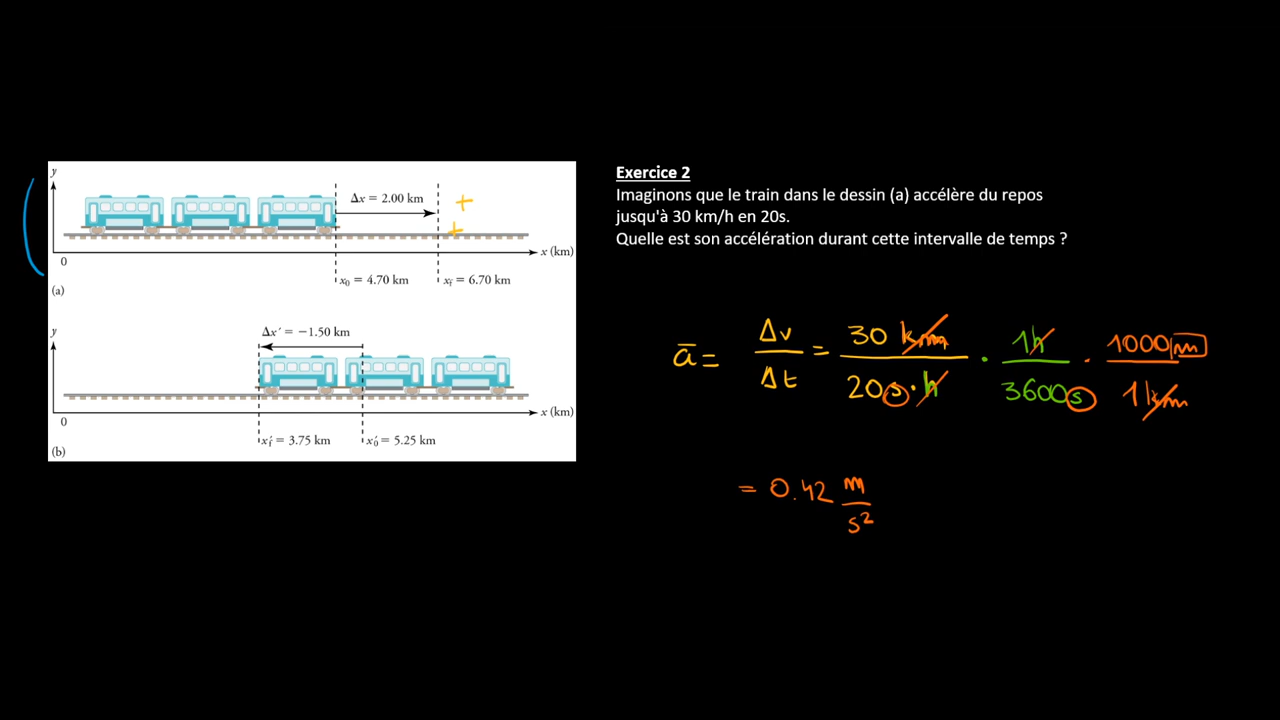 y
Δx = 2.00 km
+
+
x (km)
0
x₀ = 4.70 km
x_f = 6.70 km
(a)
y
Δx′ = −1.50 km
x (km)
0
x′_f = 3.75 km
x′₀ = 5.25 km
(b)
Exercice 2
Imaginons que le train dans le dessin (a) accélère du repos
jusqu'à 30 km/h en 20s.
Quelle est son accélération durant cette intervalle de temps ?
ā = Δv/Δt = 30 km/20 s · h · 1h/3600 s · 1000 m/1 km
= 0.42 m/s²